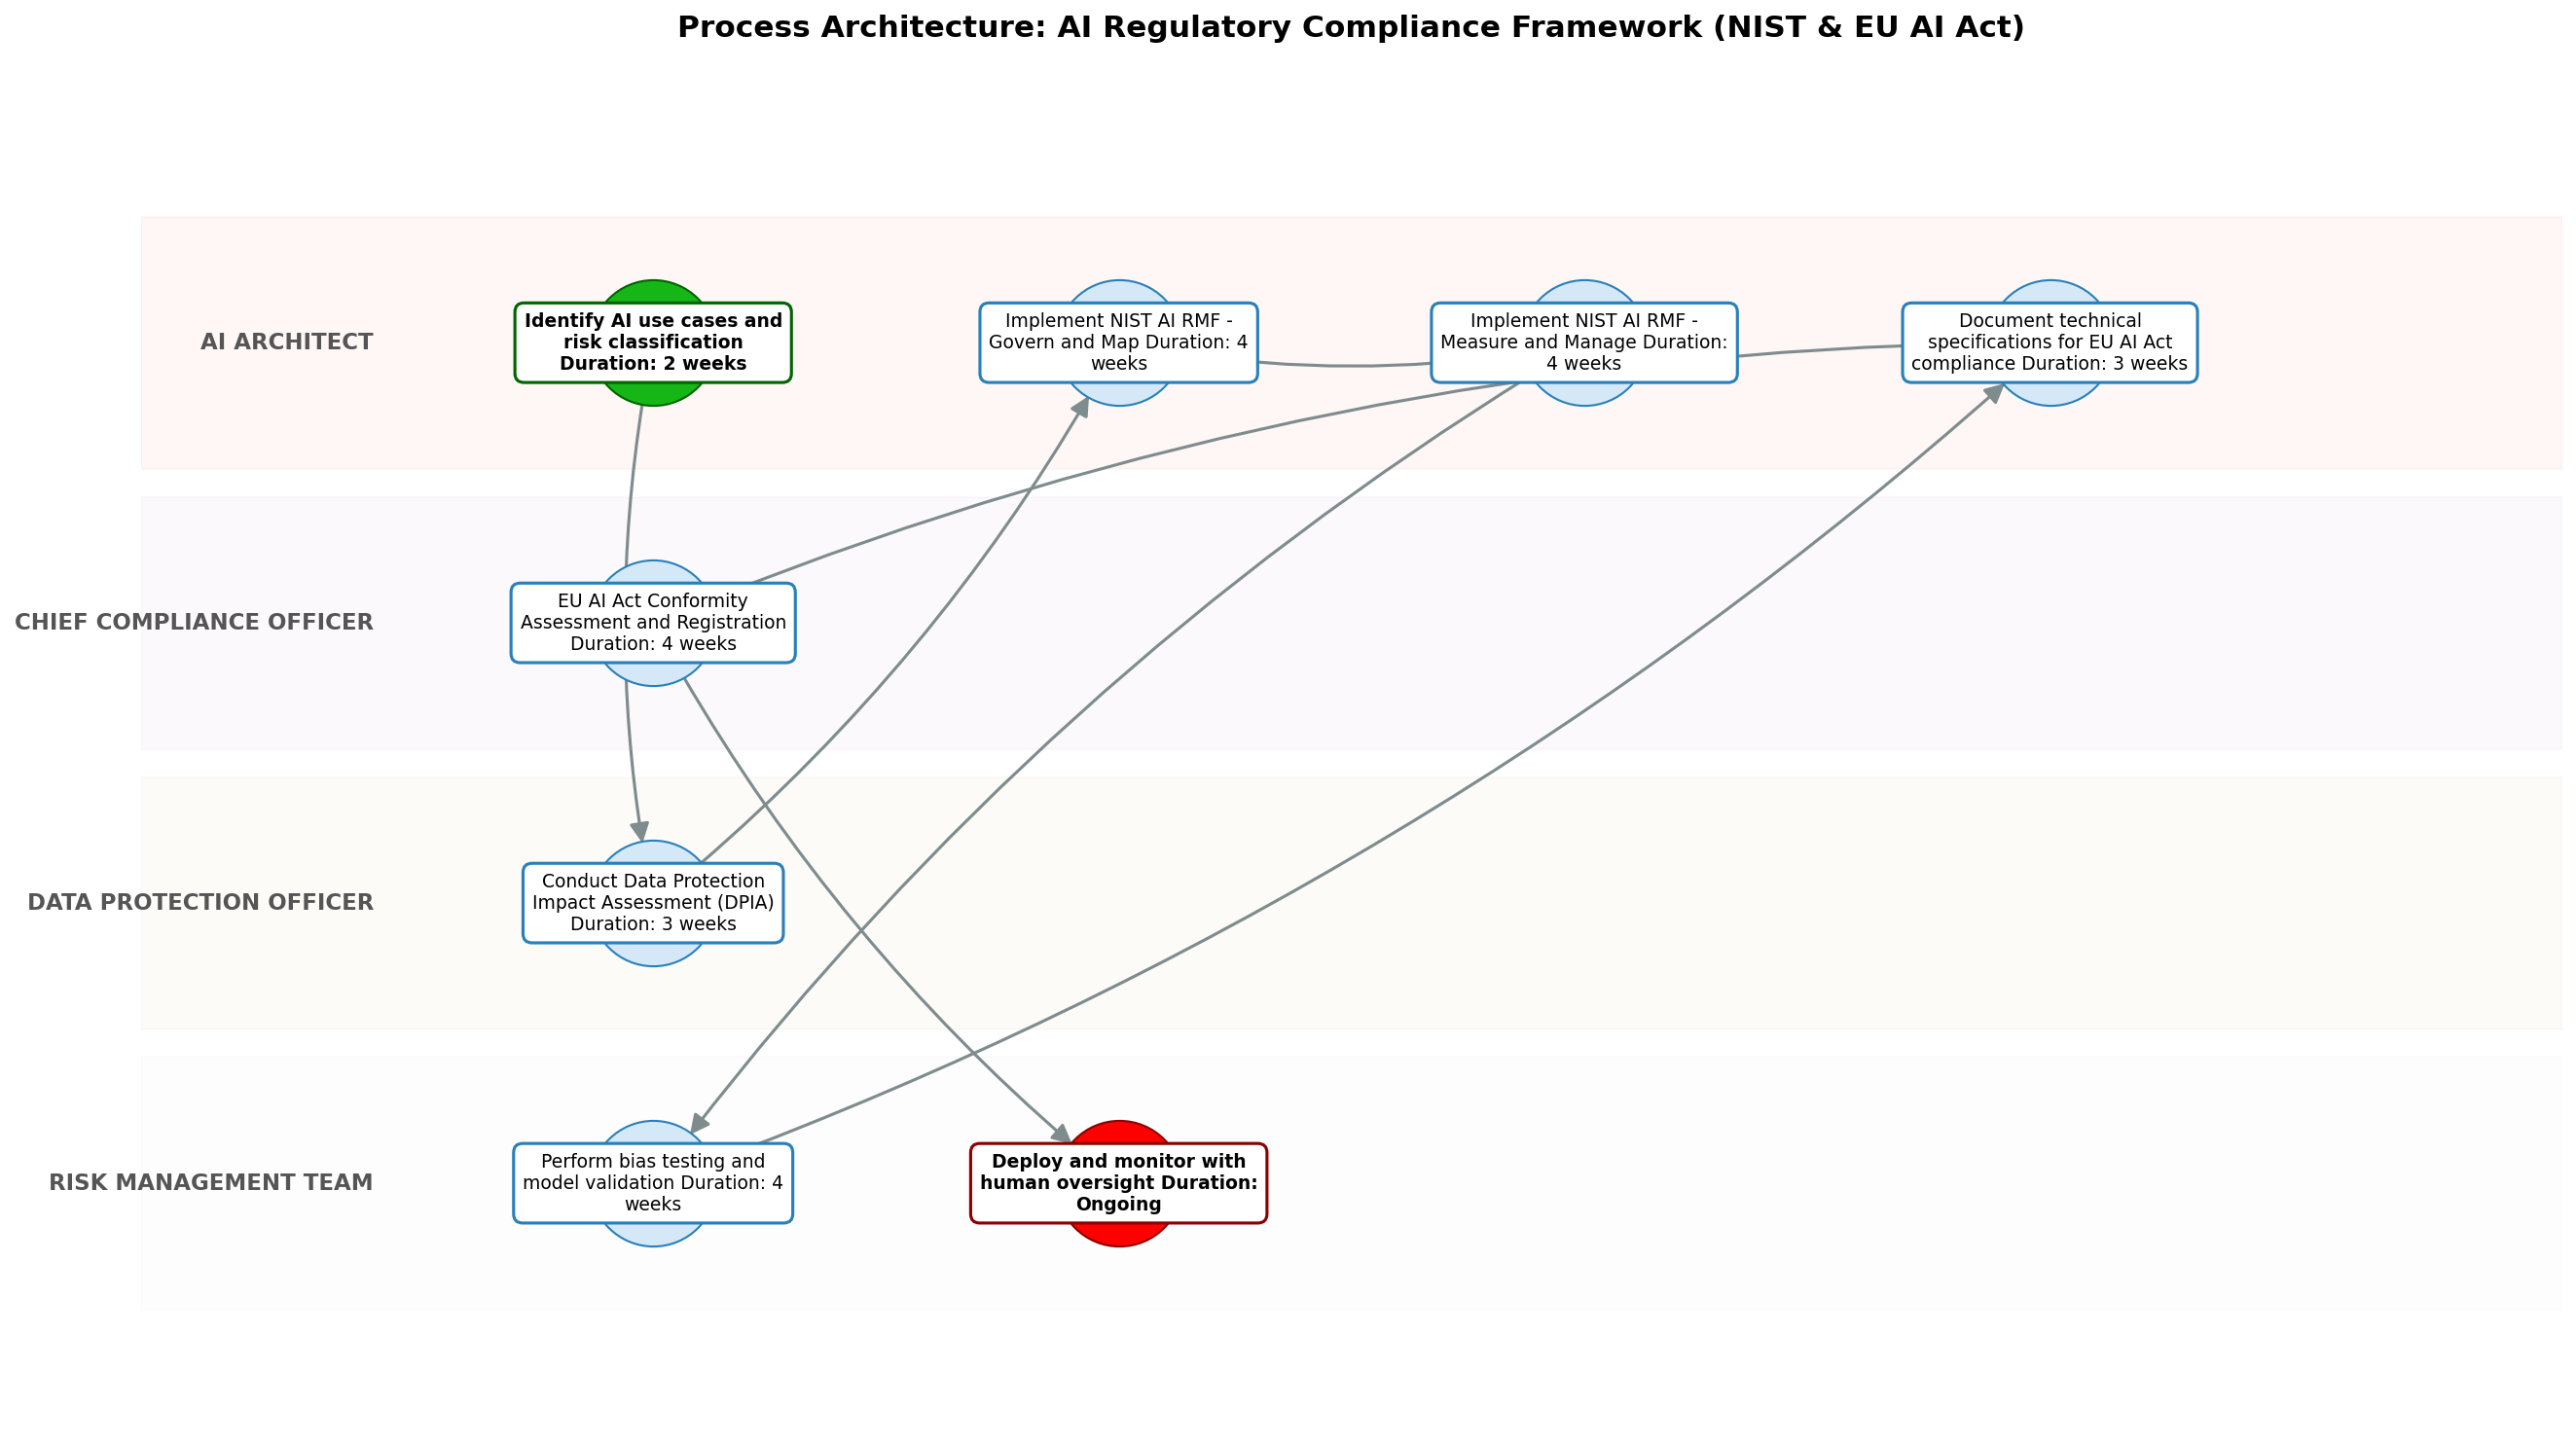 Process Architecture: AI Regulatory Compliance Framework (NIST & EU AI Act)
AI ARCHITECT
Identify AI use cases and
risk classification
Duration: 2 weeks
Implement NIST AI RMF -
Govern and Map Duration: 4
weeks
Implement NIST AI RMF -
Measure and Manage Duration:
4 weeks
Document technical
specifications for EU AI Act
compliance Duration: 3 weeks
CHIEF COMPLIANCE OFFICER
EU AI Act Conformity
Assessment and Registration
Duration: 4 weeks
DATA PROTECTION OFFICER
Conduct Data Protection
Impact Assessment (DPIA)
Duration: 3 weeks
RISK MANAGEMENT TEAM
Perform bias testing and
model validation Duration: 4
weeks
Deploy and monitor with
human oversight Duration:
Ongoing